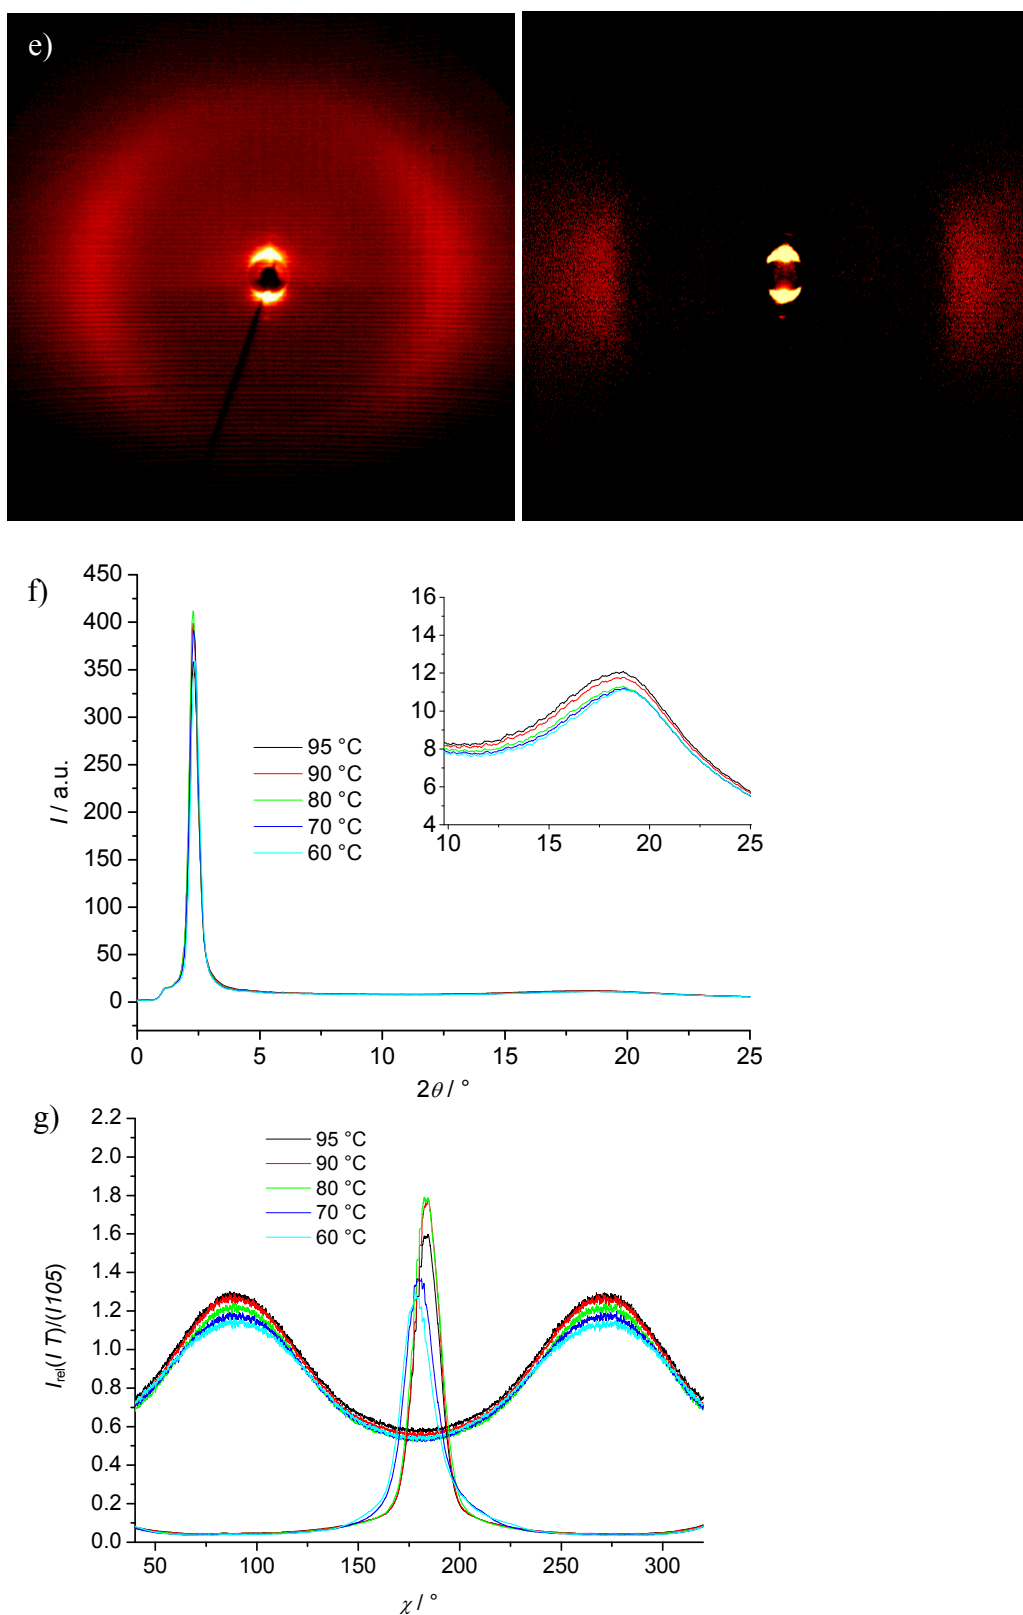 e)
f)
450
400
350
300
250
200
150
100
50
0
I / a.u.
95 °C
90 °C
80 °C
70 °C
60 °C
16
14
12
10
8
6
4
10 15 20 25
0 5 10 15 20 25
2θ / °
g)
2.2
2.0
1.8
1.6
1.4
1.2
1.0
0.8
0.6
0.4
0.2
0.0
Irel(I T)/(I105)
95 °C
90 °C
80 °C
70 °C
60 °C
50 100 150 200 250 300
χ / °